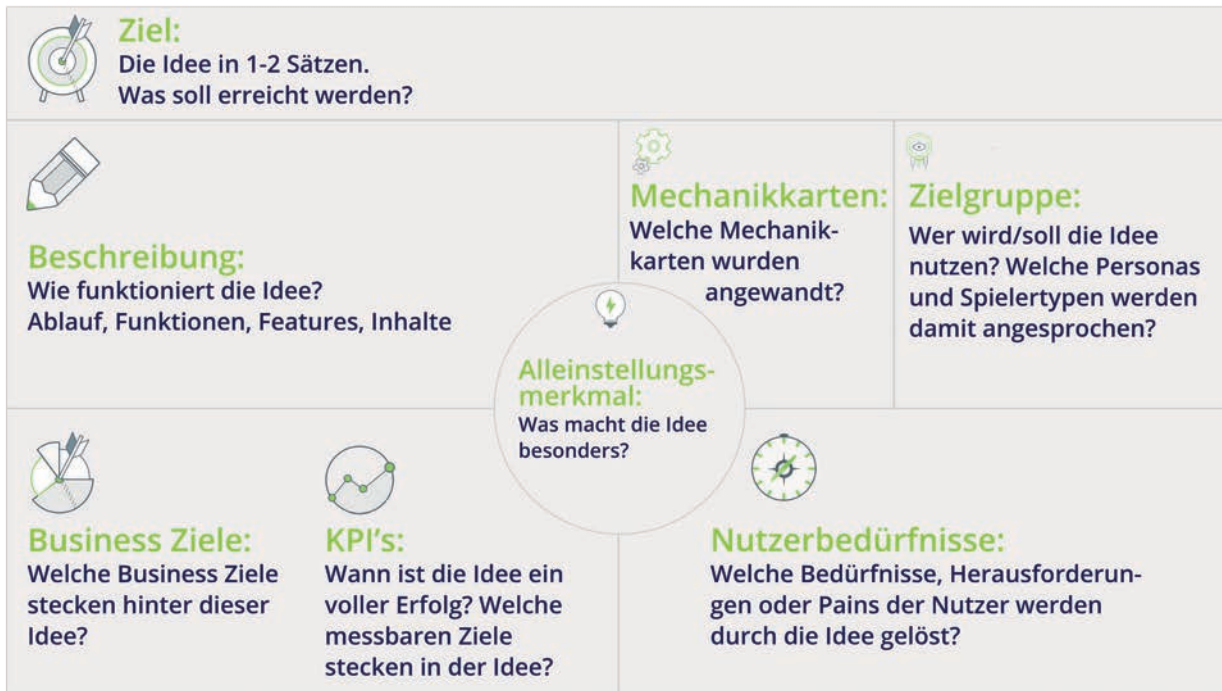 Ziel:
Die Idee in 1-2 Sätzen.
Was soll erreicht werden?
Beschreibung:
Wie funktioniert die Idee?
Ablauf, Funktionen, Features, Inhalte
Mechanikkarten:
Welche Mechanik-
karten wurden
angewandt?
Zielgruppe:
Wer wird/soll die Idee
nutzen? Welche Personas
und Spielertypen werden
damit angesprochen?
Alleinstellungs-
merkmal:
Was macht die Idee
besonders?
Business Ziele:
Welche Business Ziele
stecken hinter dieser
Idee?
KPI's:
Wann ist die Idee ein
voller Erfolg? Welche
messbaren Ziele
stecken in der Idee?
Nutzerbedürfnisse:
Welche Bedürfnisse, Herausforderun-
gen oder Pains der Nutzer werden
durch die Idee gelöst?